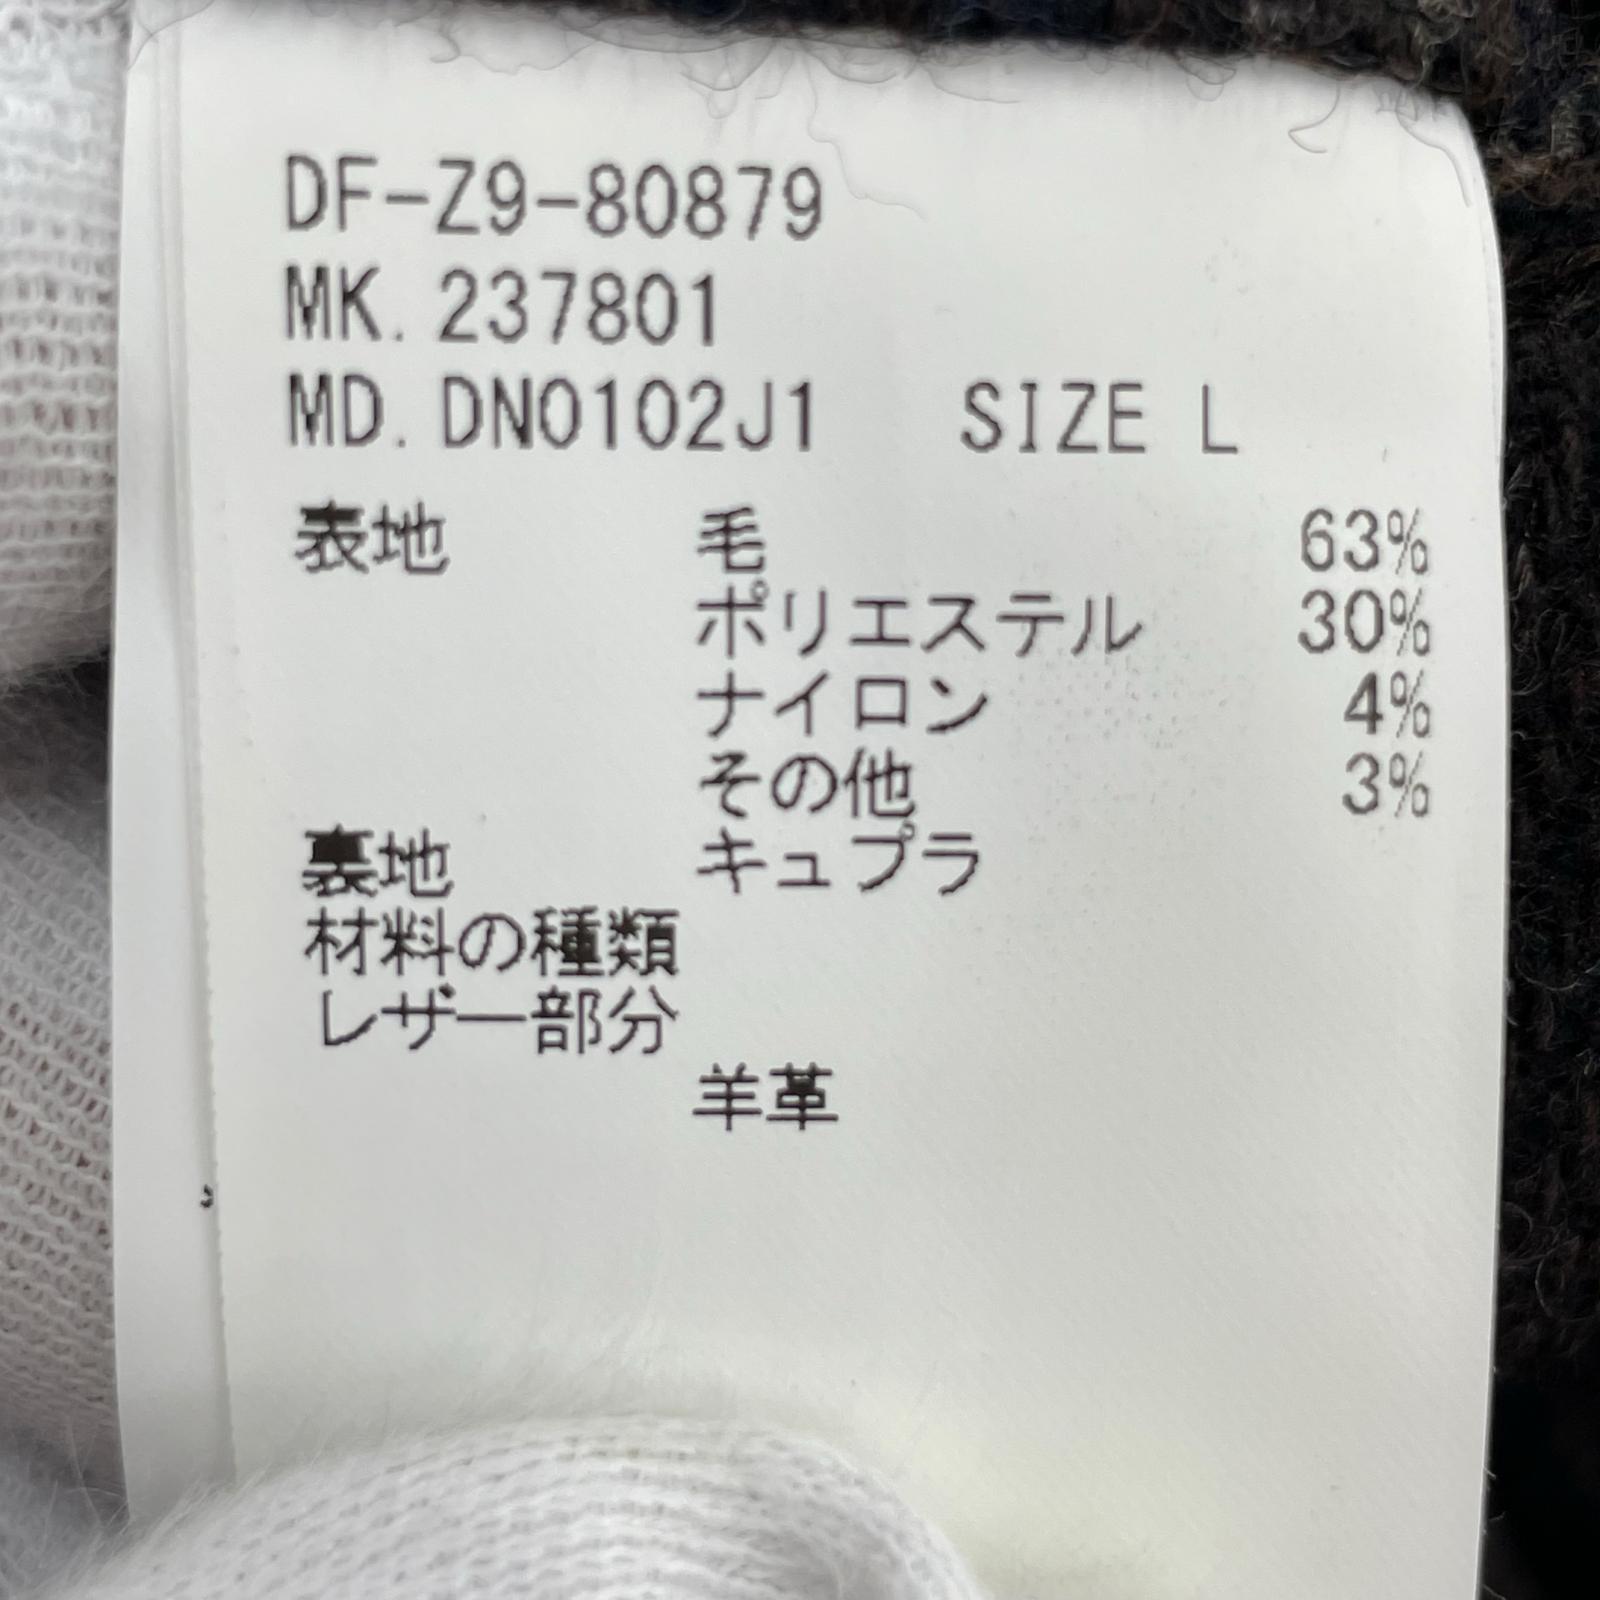 DF-Z9-80879
MK. 237801
MD. DN0102J1 SIZE L
表地 毛 63%
ポリエステル 30%
ナイロン 4%
その他 3%
裏地 キュプラ
材料の種類
レザー部分
羊革